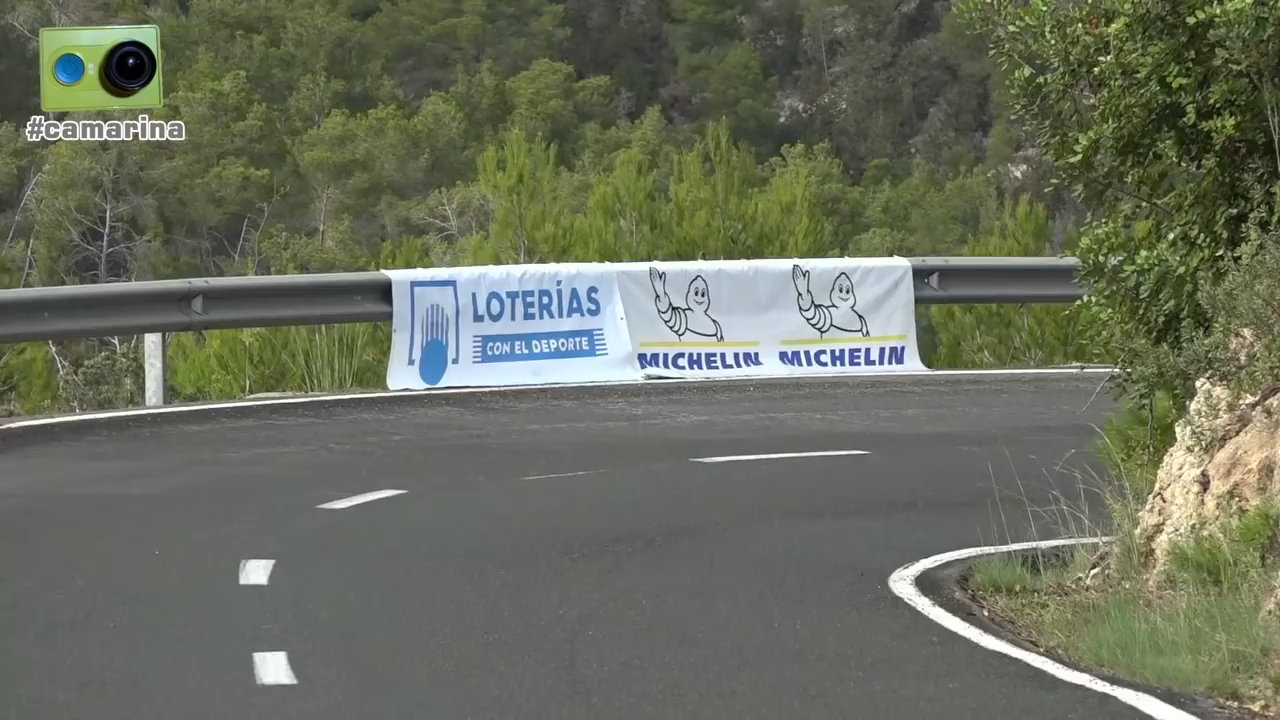 #camarina
LOTERÍAS
CON EL DEPORTE
MICHELIN
MICHELIN